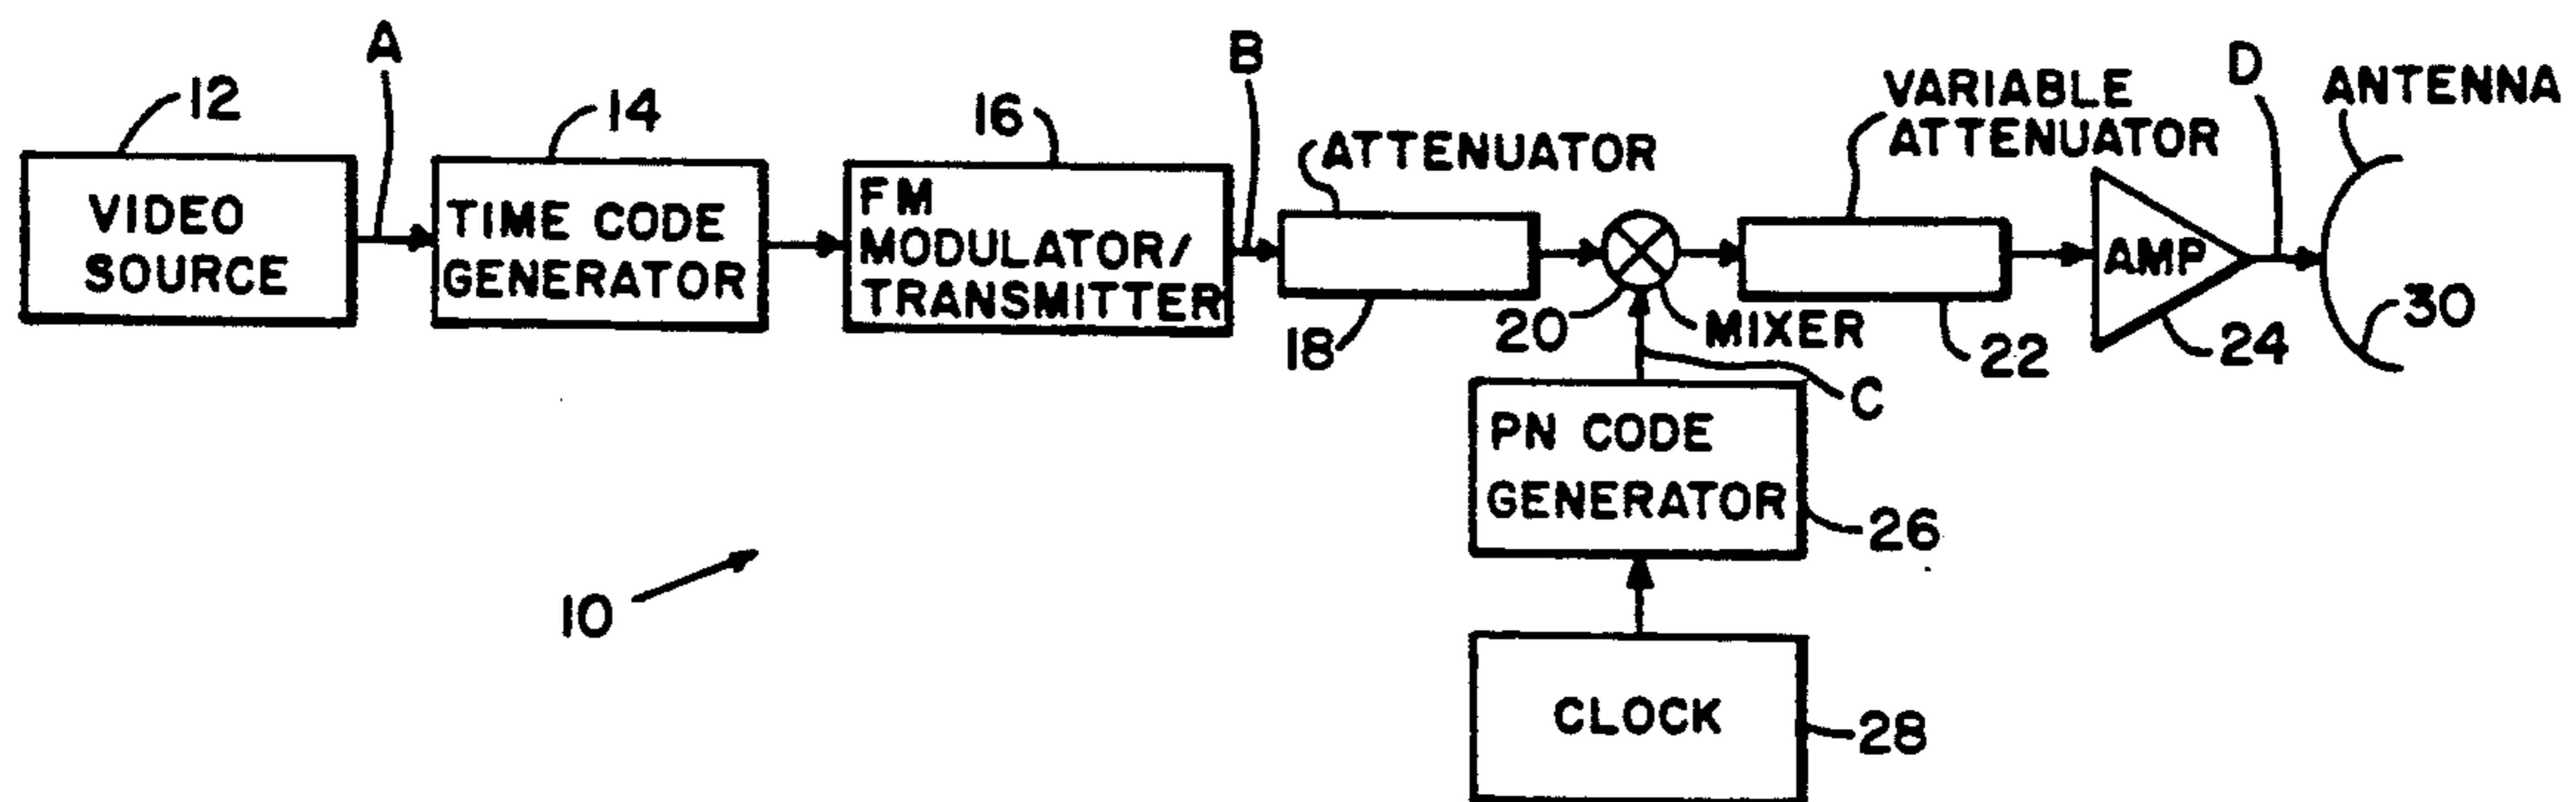 A
B
D
12
14
16
ATTENUATOR
VARIABLE
ATTENUATOR
ANTENNA
VIDEO
SOURCE
TIME CODE
GENERATOR
FM
MODULATOR/
TRANSMITTER
AMP
18
20
MIXER
22
24
30
C
PN CODE
GENERATOR
26
10
CLOCK
28